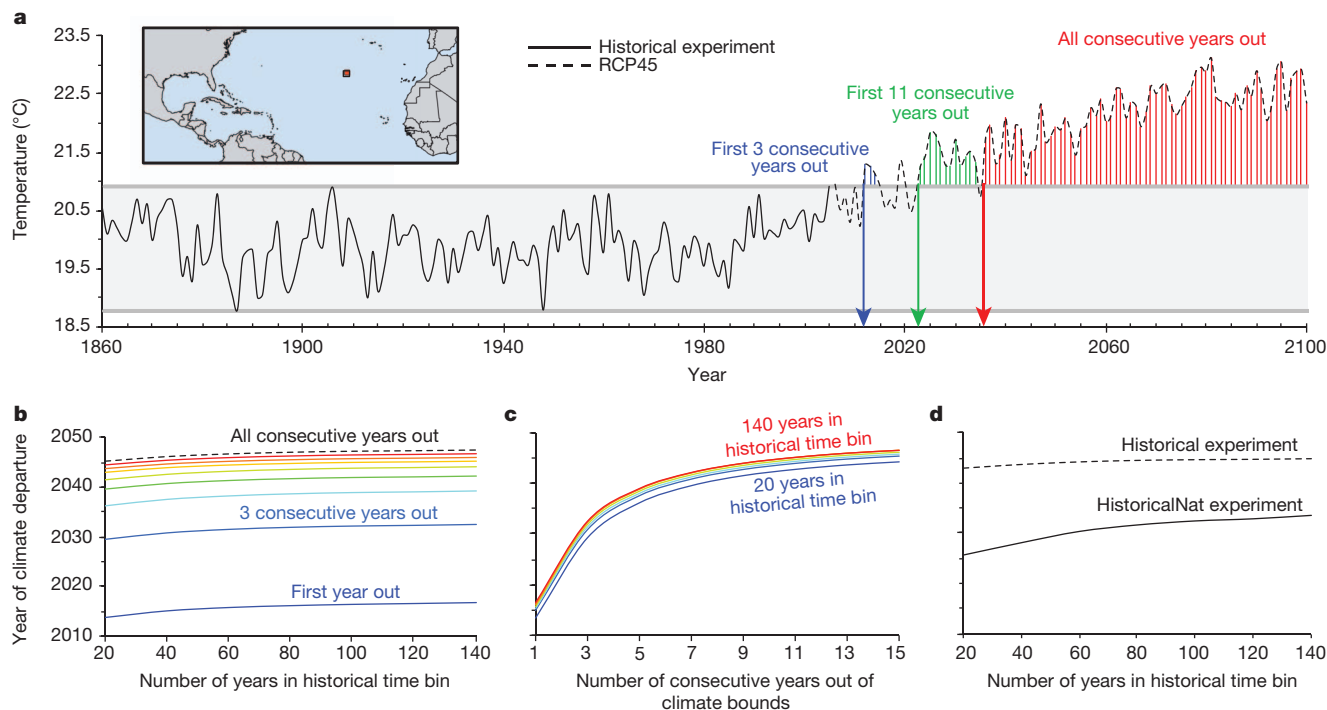 a
23.5
22.5
21.5
20.5
19.5
18.5
Temperature (°C)
Historical experiment
RCP45
First 3 consecutive
years out
First 11 consecutive
years out
All consecutive years out
1860
1900
1940
1980
2020
2060
2100
Year
b
Year of climate departure
2050
2040
2030
2020
2010
All consecutive years out
3 consecutive years out
First year out
20
40
60
80
100
120
140
Number of years in historical time bin
c
140 years in
historical time bin
20 years in
historical time bin
1
3
5
7
9
11
13
15
Number of consecutive years out of
climate bounds
d
Historical experiment
HistoricalNat experiment
20
40
60
80
100
120
140
Number of years in historical time bin